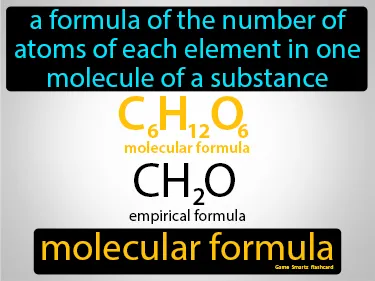 a formula of the number of
atoms of each element in one
molecule of a substance
C₆H₁₂O₆
molecular formula
CH₂O
empirical formula
molecular formula
Game Smartz Flashcard